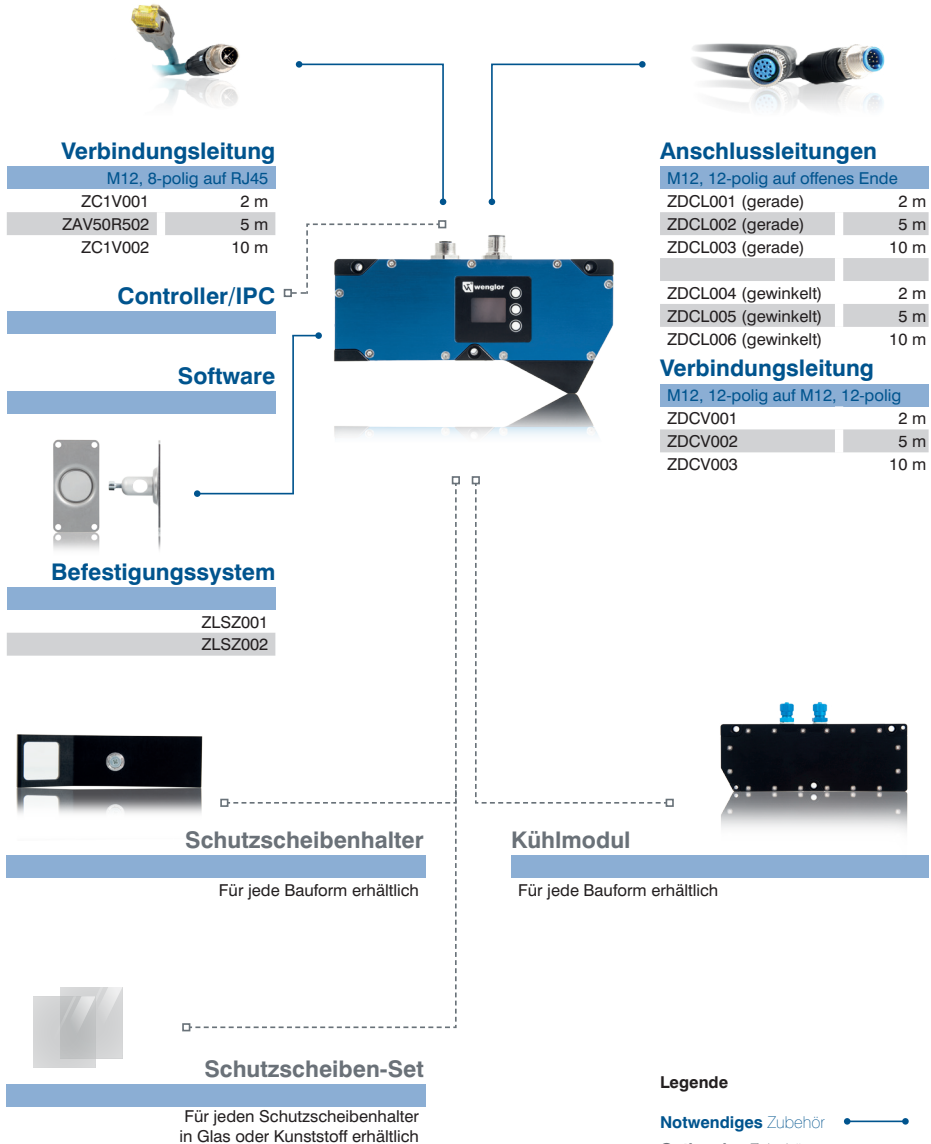 Verbindungsleitung
M12, 8-polig auf RJ45
ZC1V001 2 m
ZAV50R502 5 m
ZC1V002 10 m
Controller/IPC
Software
Befestigungssystem
ZLSZ001
ZLSZ002
wenglor
Anschlussleitungen
M12, 12-polig auf offenes Ende
ZDCL001 (gerade) 2 m
ZDCL002 (gerade) 5 m
ZDCL003 (gerade) 10 m
ZDCL004 (gewinkelt) 2 m
ZDCL005 (gewinkelt) 5 m
ZDCL006 (gewinkelt) 10 m
Verbindungsleitung
M12, 12-polig auf M12, 12-polig
ZDCV001 2 m
ZDCV002 5 m
ZDCV003 10 m
Schutzscheibenhalter
Für jede Bauform erhältlich
Kühlmodul
Für jede Bauform erhältlich
Schutzscheiben-Set
Für jeden Schutzscheibenhalter
in Glas oder Kunststoff erhältlich
Legende
Notwendiges Zubehör